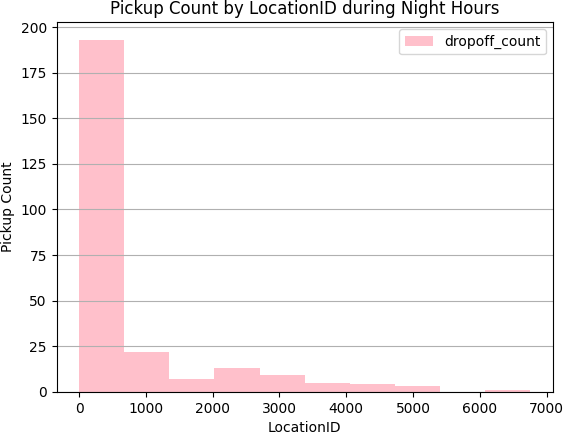 Pickup Count by LocationID during Night Hours
dropoff_count
Pickup Count
200
175
150
125
100
75
50
25
0
0 1000 2000 3000 4000 5000 6000 7000
LocationID